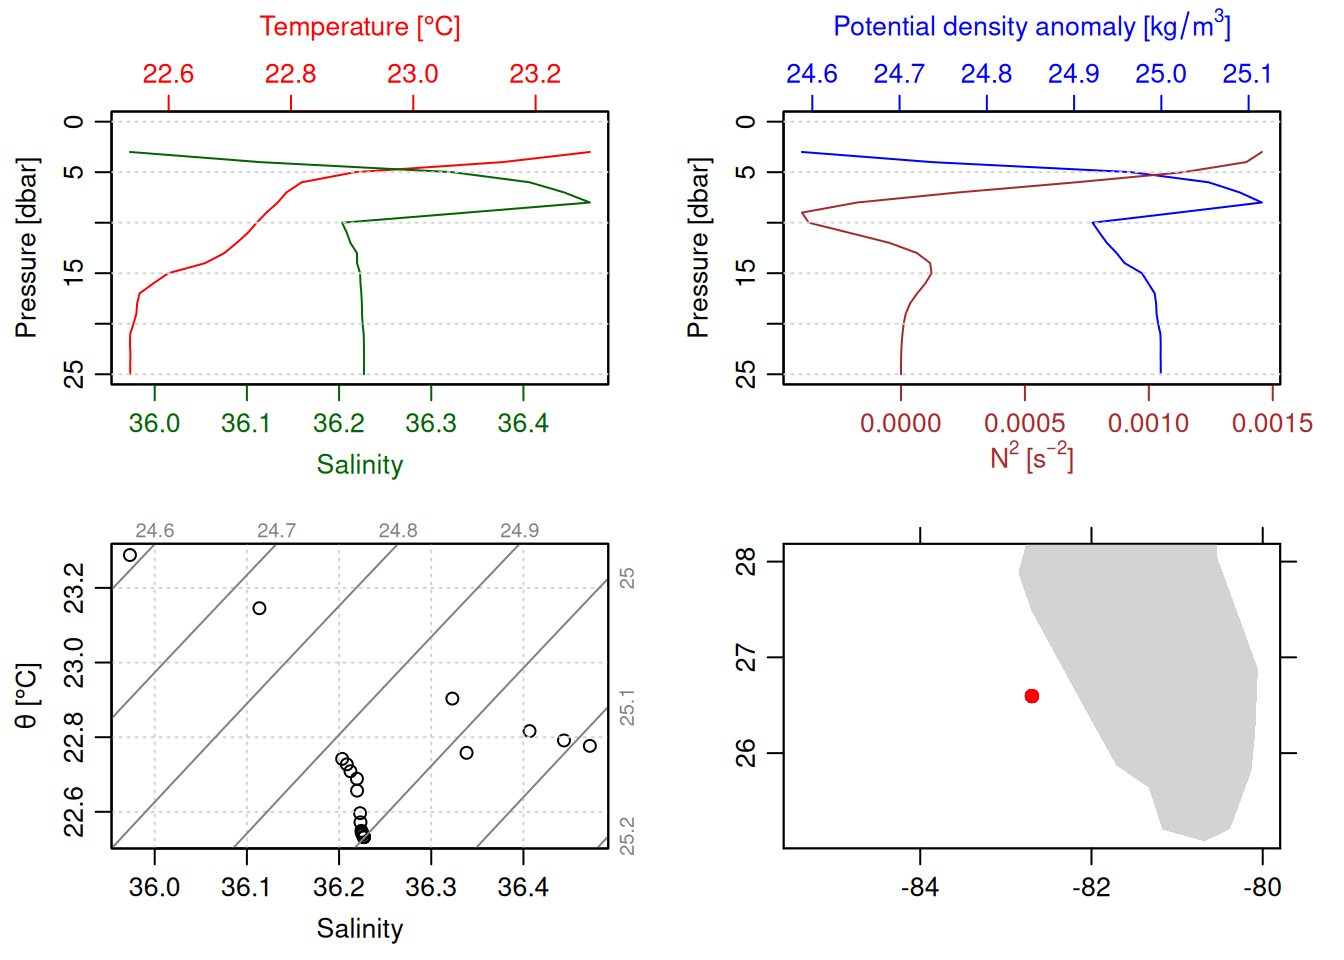 Temperature [°C]
22.6 22.8 23.0 23.2
0
5
15
25
Pressure [dbar]
36.0 36.1 36.2 36.3 36.4
Salinity
Potential density anomaly [kg/m³]
24.6 24.7 24.8 24.9 25.0 25.1
0
5
15
25
Pressure [dbar]
0.0000 0.0005 0.0010 0.0015
N² [s⁻²]
24.6 24.7 24.8 24.9
25
25.1
25.2
23.2
23.0
22.8
22.6
θ [°C]
36.0 36.1 36.2 36.3 36.4
Salinity
28
27
26
-84 -82 -80